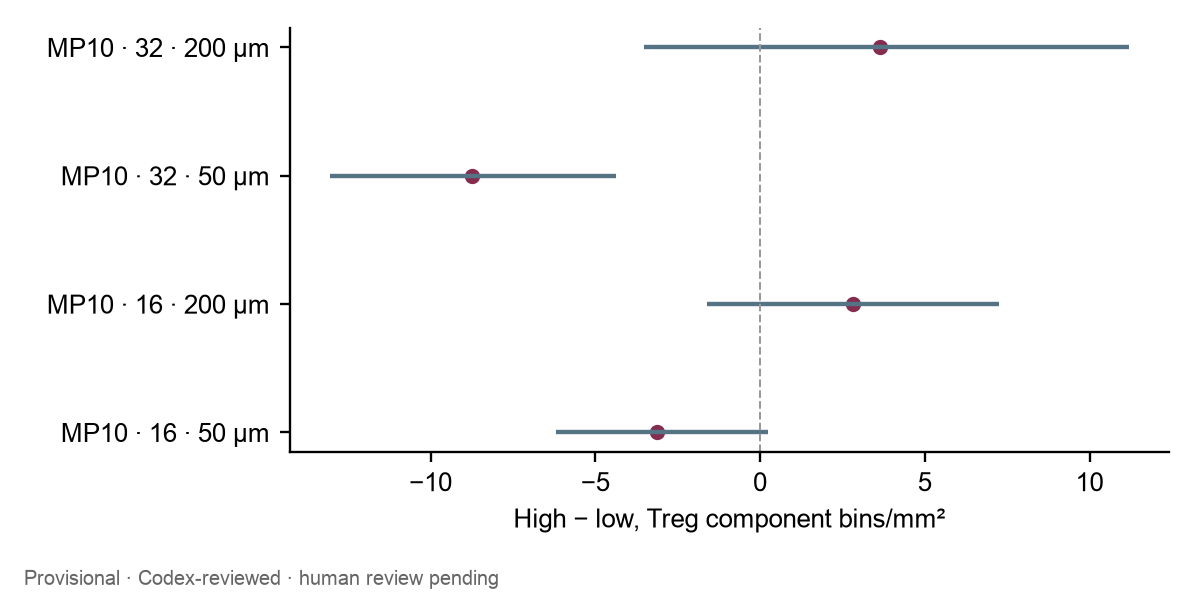 MP10 · 32 · 200 µm
MP10 · 32 · 50 µm
MP10 · 16 · 200 µm
MP10 · 16 · 50 µm
−10 −5 0 5 10
High − low, Treg component bins/mm²
Provisional · Codex-reviewed · human review pending